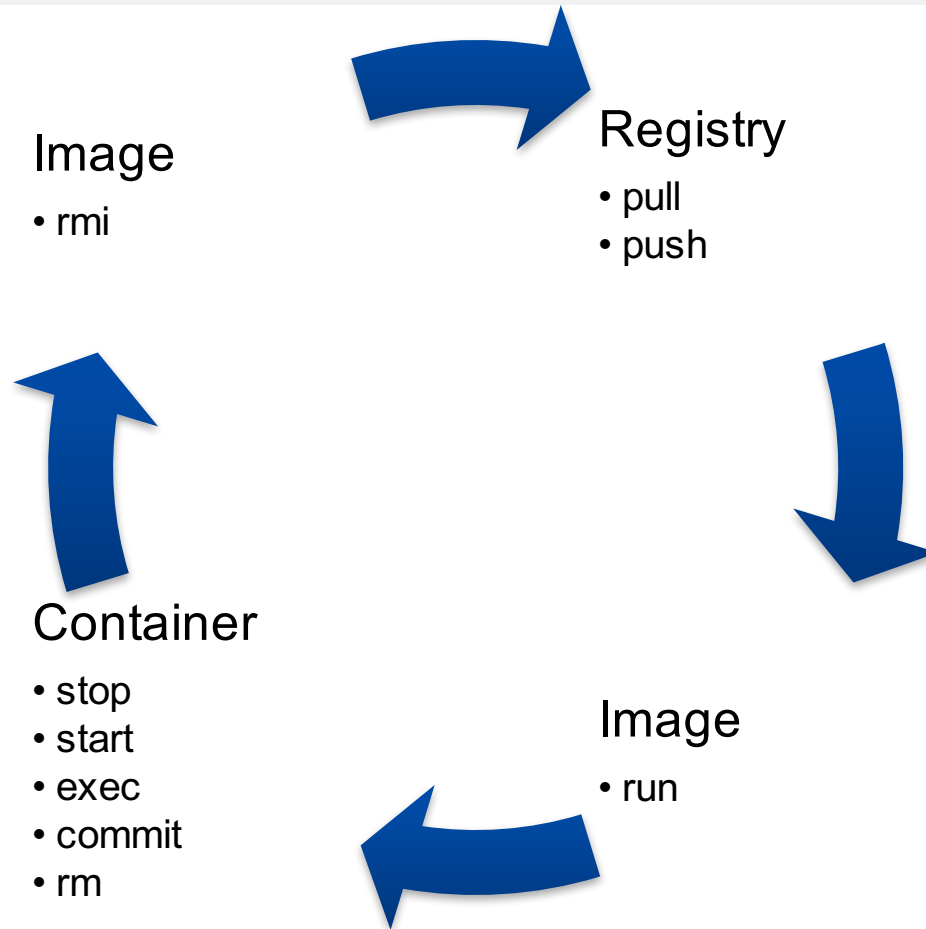 Image
• rmi
Registry
• pull
• push
Container
• stop
• start
• exec
• commit
• rm
Image
• run